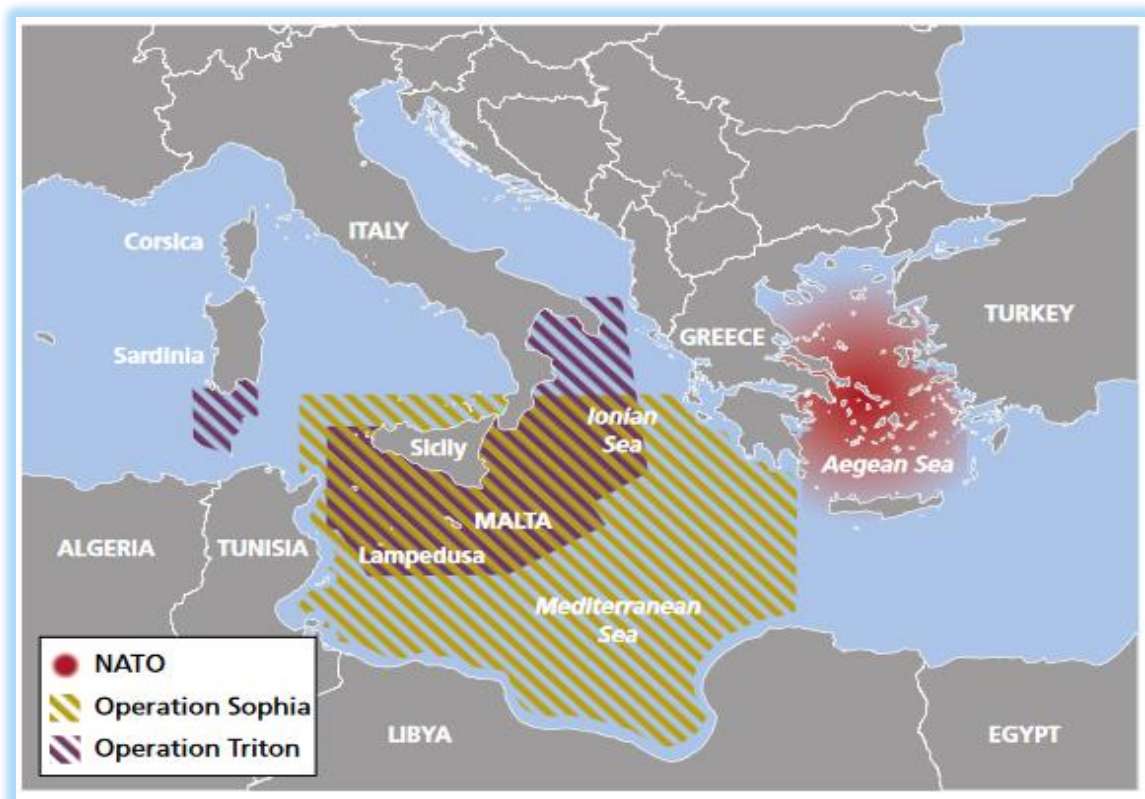 Corsica
ITALY
Sardinia
GREECE
TURKEY
Ionian
Sea
Sicily
Aegean Sea
MALTA
ALGERIA
TUNISIA
Lampedusa
Mediterranean
Sea
NATO
Operation Sophia
Operation Triton
LIBYA
EGYPT